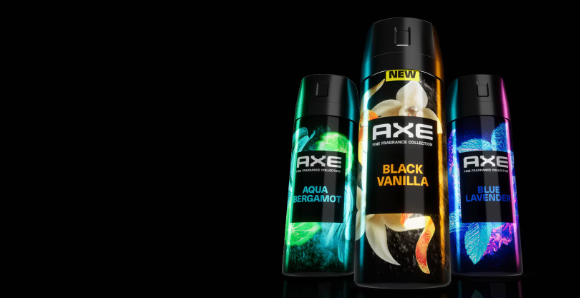 AXE
FINE FRAGRANCE COLLECTION
AQUA
BERGAMOT
NEW
AXE
FINE FRAGRANCE COLLECTION
BLACK
VANILLA
AXE
FINE FRAGRANCE COLLECTION
BLUE
LAVENDER